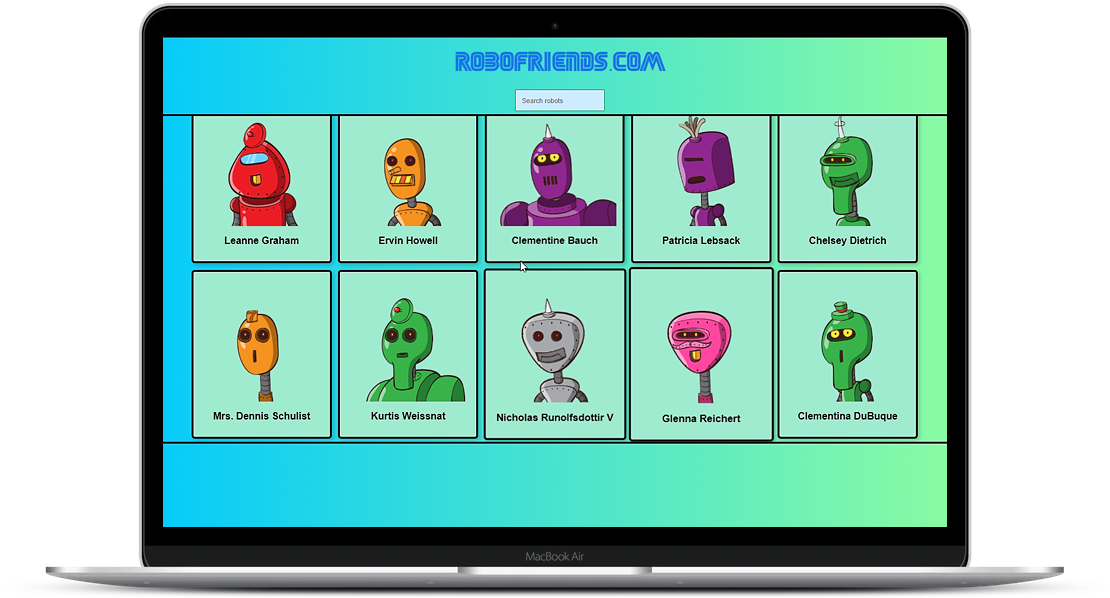 ROBOFRIENDS.COM
Search robots
Leanne Graham
Ervin Howell
Clementine Bauch
Patricia Lebsack
Chelsey Dietrich
Mrs. Dennis Schulist
Kurtis Weissnat
Nicholas Runolfsdottir V
Glenna Reichert
Clementina DuBuque
MacBook Air